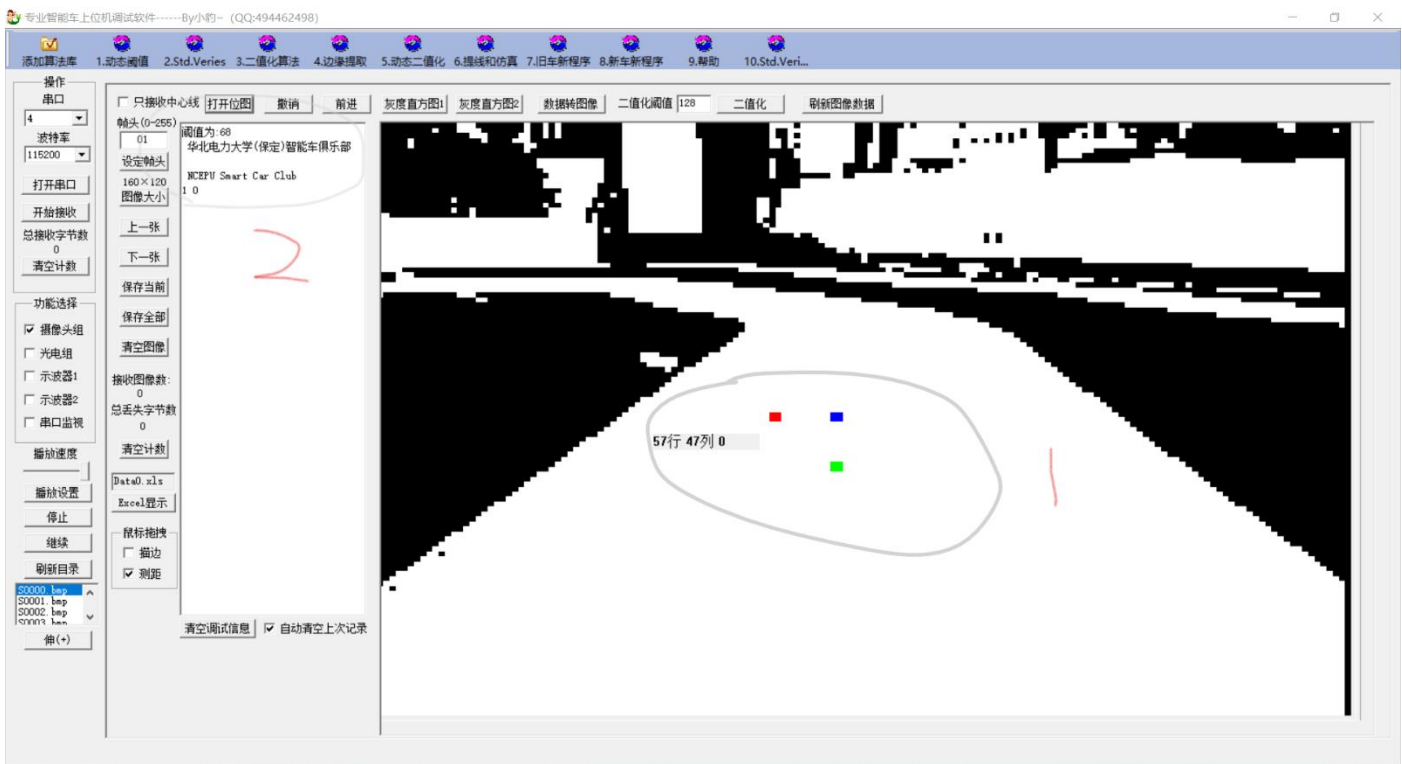 专业智能车上位机调试软件------By小豹- (QQ:494462498)
添加算法库 1.动态阈值 2.Std.Veries 3.二值化算法 4.边缘提取 5.动态二值化 6.提线和仿真 7.旧车新程序 8.新车新程序 9.帮助 10.Std.Veri...
操作
串口
4
波特率
115200
打开串口
开始接收
总接收字节数
0
清空计数
功能选择
摄像头组
光电组
示波器1
示波器2
串口监视
播放速度
播放设置
停止
继续
刷新目录
S0000.bmp
S0001.bmp
S0002.bmp
S0003.bmp
伸(+)
只接收中心线 打开位图 撤消 前进 灰度直方图1 灰度直方图2 数据转图像 二值化阈值 128 二值化 刷新图像数据
帧头(0-255)
01
设定帧头
160×120
图像大小
上一张
下一张
保存当前
保存全部
清空图像
接收图像数:
0
总丢失字节数
0
清空计数
Data0.xls
Excel显示
鼠标拖拽
描边
测距
阈值为:68
华北电力大学(保定)智能车俱乐部
NCEPU Smart Car Club
1 0
2
清空调试信息 自动清空上次记录
57行 47列 0
1